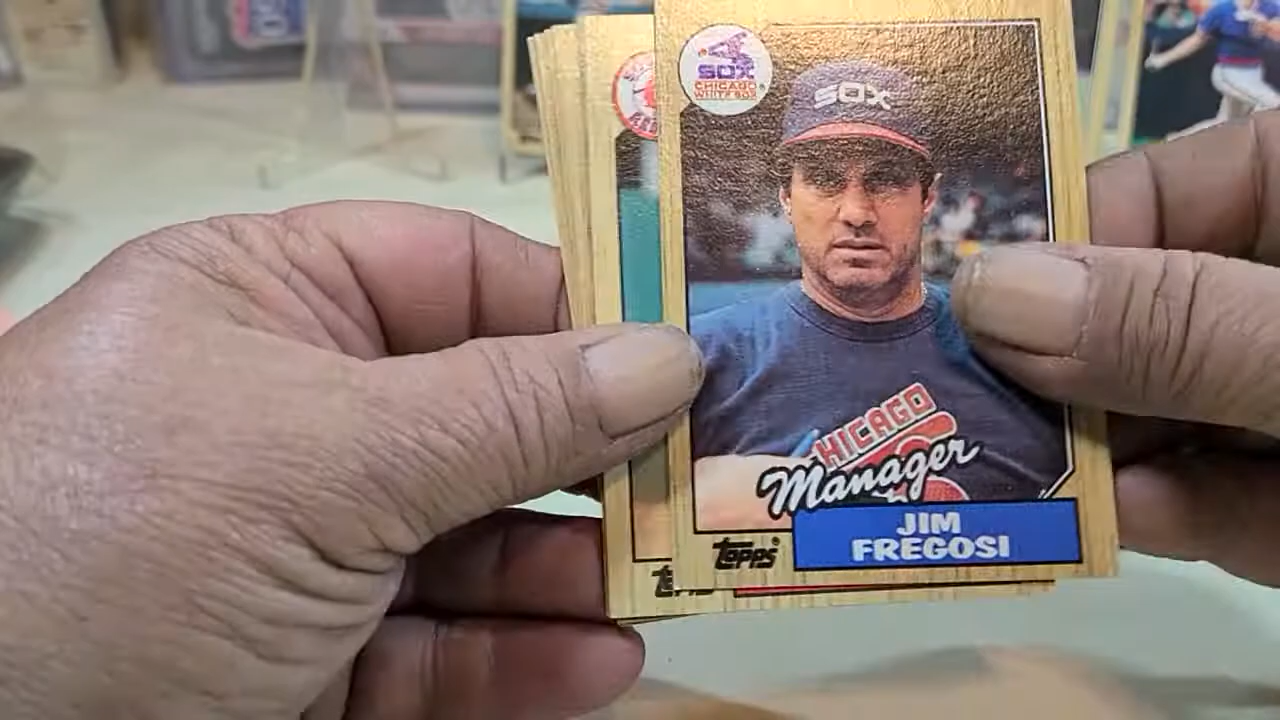 SOX
CHICAGO
WHITE SOX
SOX
CHICAGO
Manager
JIM
FREGOSI
TOPPS